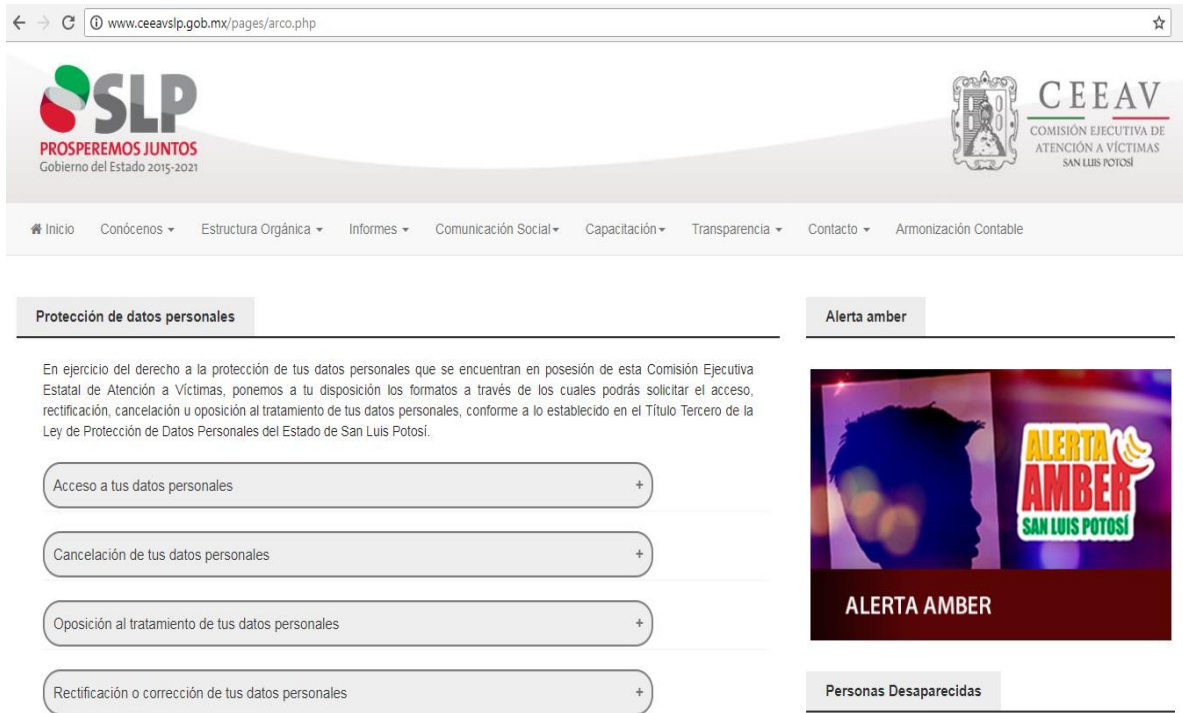 www.ceeavslp.gob.mx/pages/arco.php
SLP
PROSPEREMOS JUNTOS
Gobierno del Estado 2015-2021
CEEAV
COMISIÓN EJECUTIVA DE
ATENCIÓN A VÍCTIMAS
SAN LUIS POTOSÍ
Inicio Conócenos Estructura Orgánica Informes Comunicación Social Capacitación Transparencia Contacto Armonización Contable
Protección de datos personales
En ejercicio del derecho a la protección de tus datos personales que se encuentran en posesión de esta Comisión Ejecutiva
Estatal de Atención a Víctimas, ponemos a tu disposición los formatos a través de los cuales podrás solicitar el acceso,
rectificación, cancelación u oposición al tratamiento de tus datos personales, conforme a lo establecido en el Título Tercero de la
Ley de Protección de Datos Personales del Estado de San Luis Potosí.
Acceso a tus datos personales +
Cancelación de tus datos personales +
Oposición al tratamiento de tus datos personales +
Rectificación o corrección de tus datos personales +
Alerta amber
ALERTA
AMBER
SAN LUIS POTOSÍ
ALERTA AMBER
Personas Desaparecidas